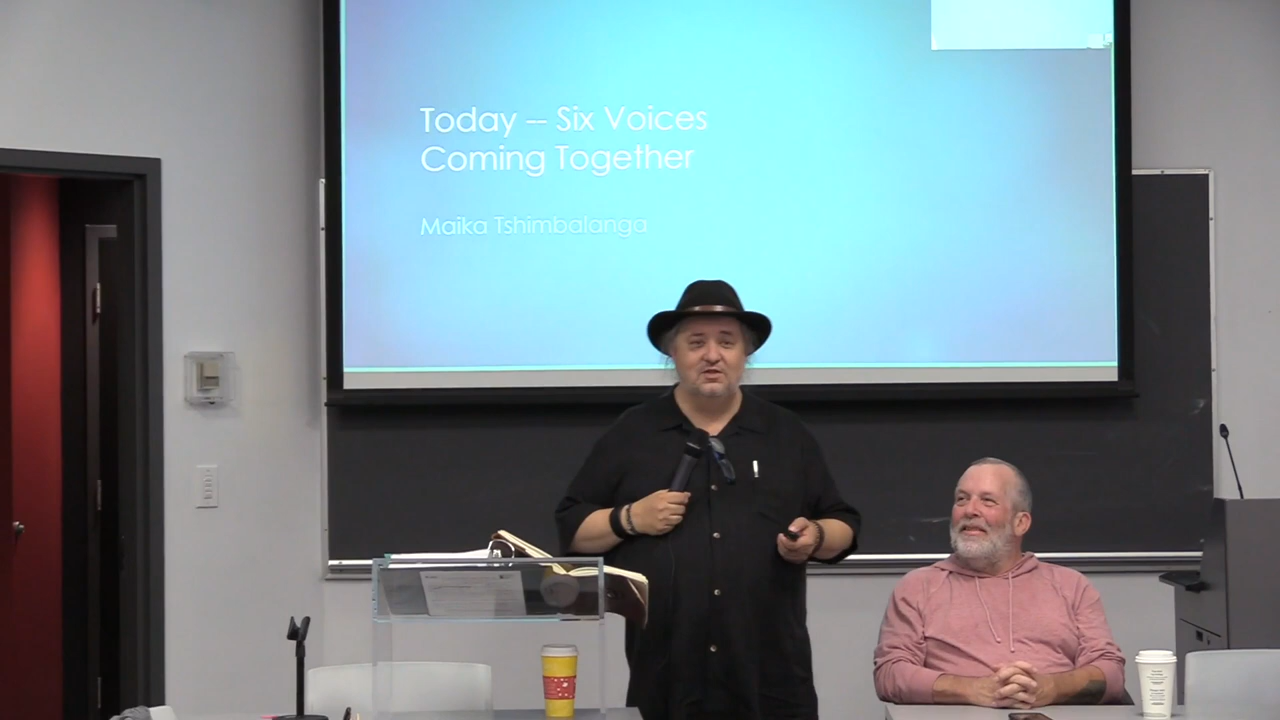 Today -- Six Voices
Coming Together
Maika Tshimbalanga